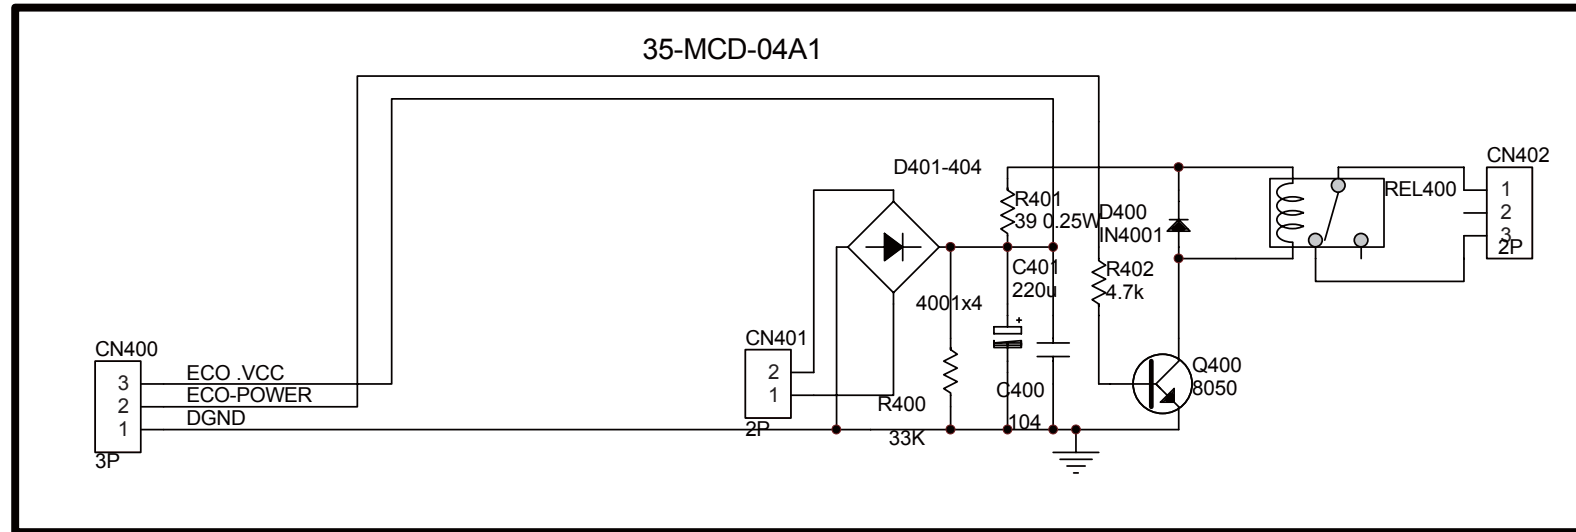 35-MCD-04A1
D401-404
CN402
R401
39 0.25W
D400
IN4001
REL400
1
2
3
2P
C401
220u
R402
4.7k
4001x4
+
CN401
2
1
2P
CN400
3
2
1
3P
ECO .VCC
ECO-POWER
DGND
R400
33K
C400
104
Q400
8050